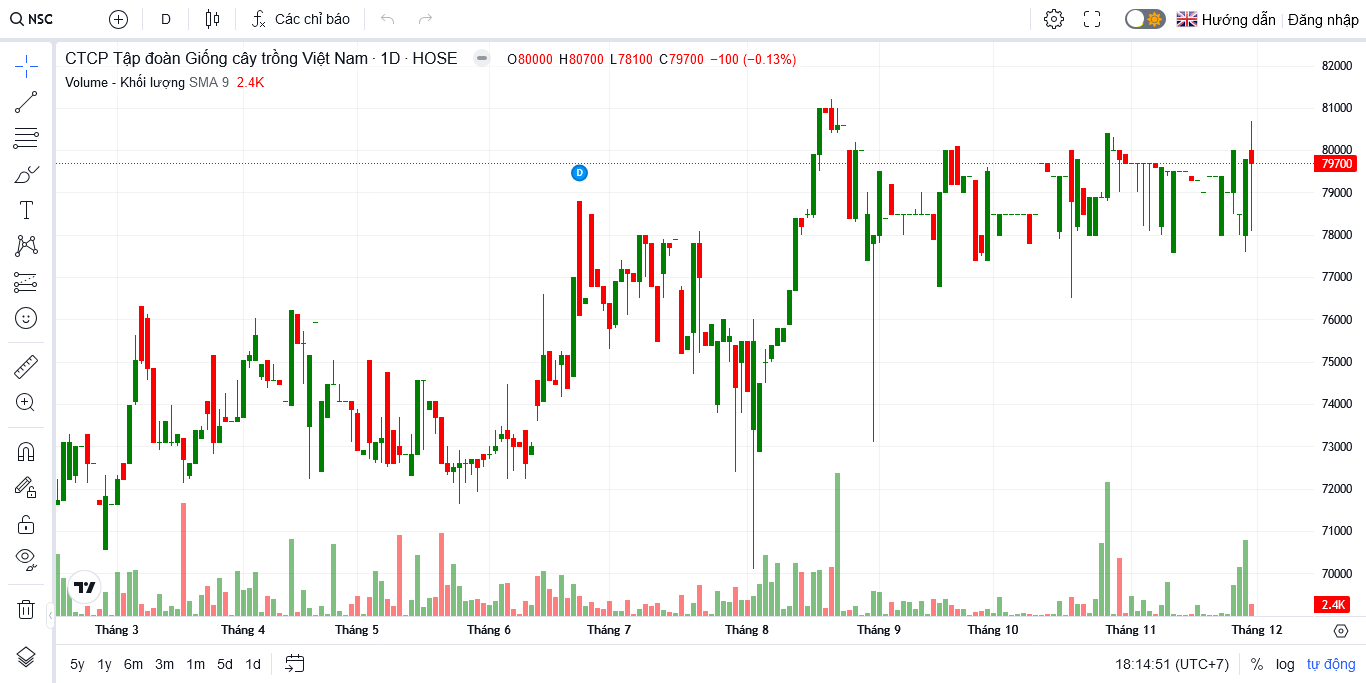 NSC
D
Các chỉ báo
Hướng dẫn
Đăng nhập
CTCP Tập đoàn Giống cây trồng Việt Nam · 1D · HOSE
O80000 H80700 L78100 C79700 −100 (−0.13%)
Volume - Khối lượng SMA 9 2.4K
D
82000
81000
80000
79700
79000
78000
77000
76000
75000
74000
73000
72000
71000
70000
2.4K
Tháng 3 Tháng 4 Tháng 5 Tháng 6 Tháng 7 Tháng 8 Tháng 9 Tháng 10 Tháng 11 Tháng 12
5y 1y 6m 3m 1m 5d 1d
18:14:51 (UTC+7) % log tự động